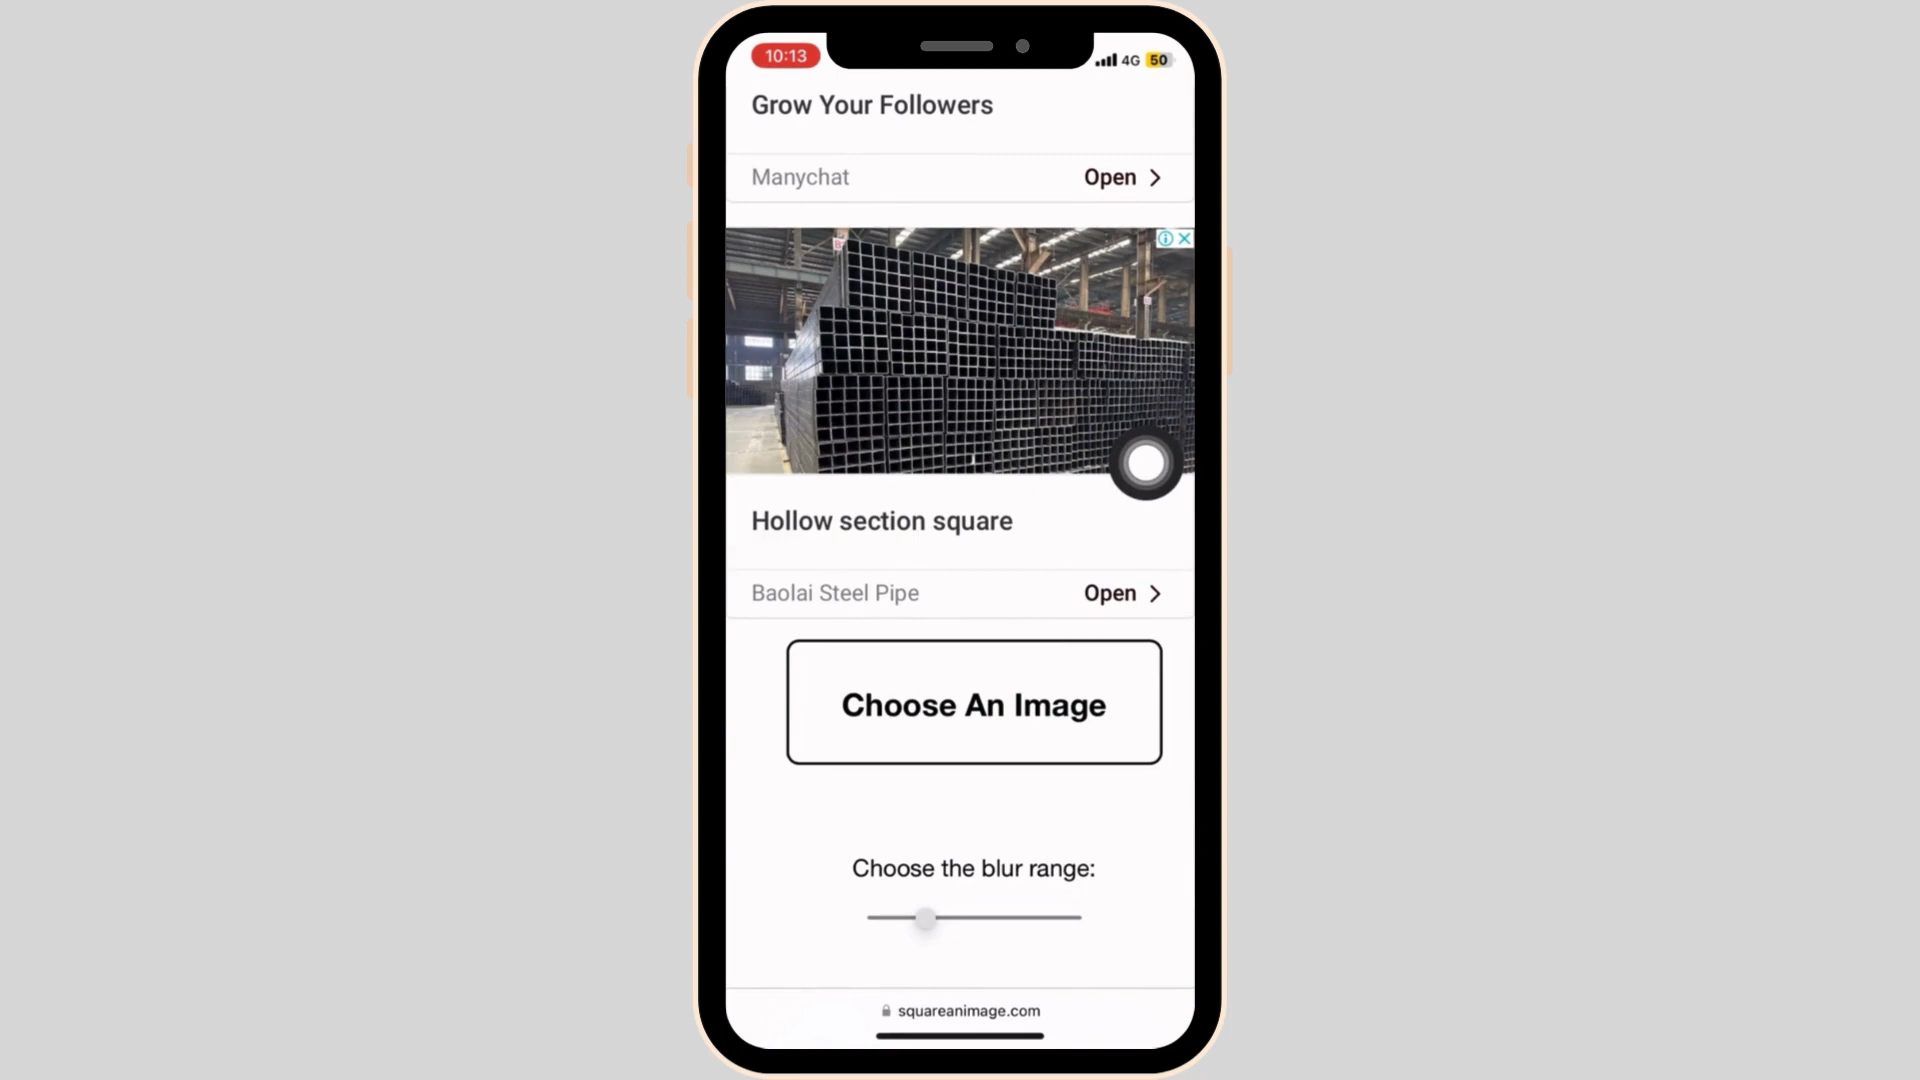 10:13
4G 50
Grow Your Followers
Manychat
Open
Hollow section square
Baolai Steel Pipe
Open
Choose An Image
Choose the blur range:
squareanimage.com